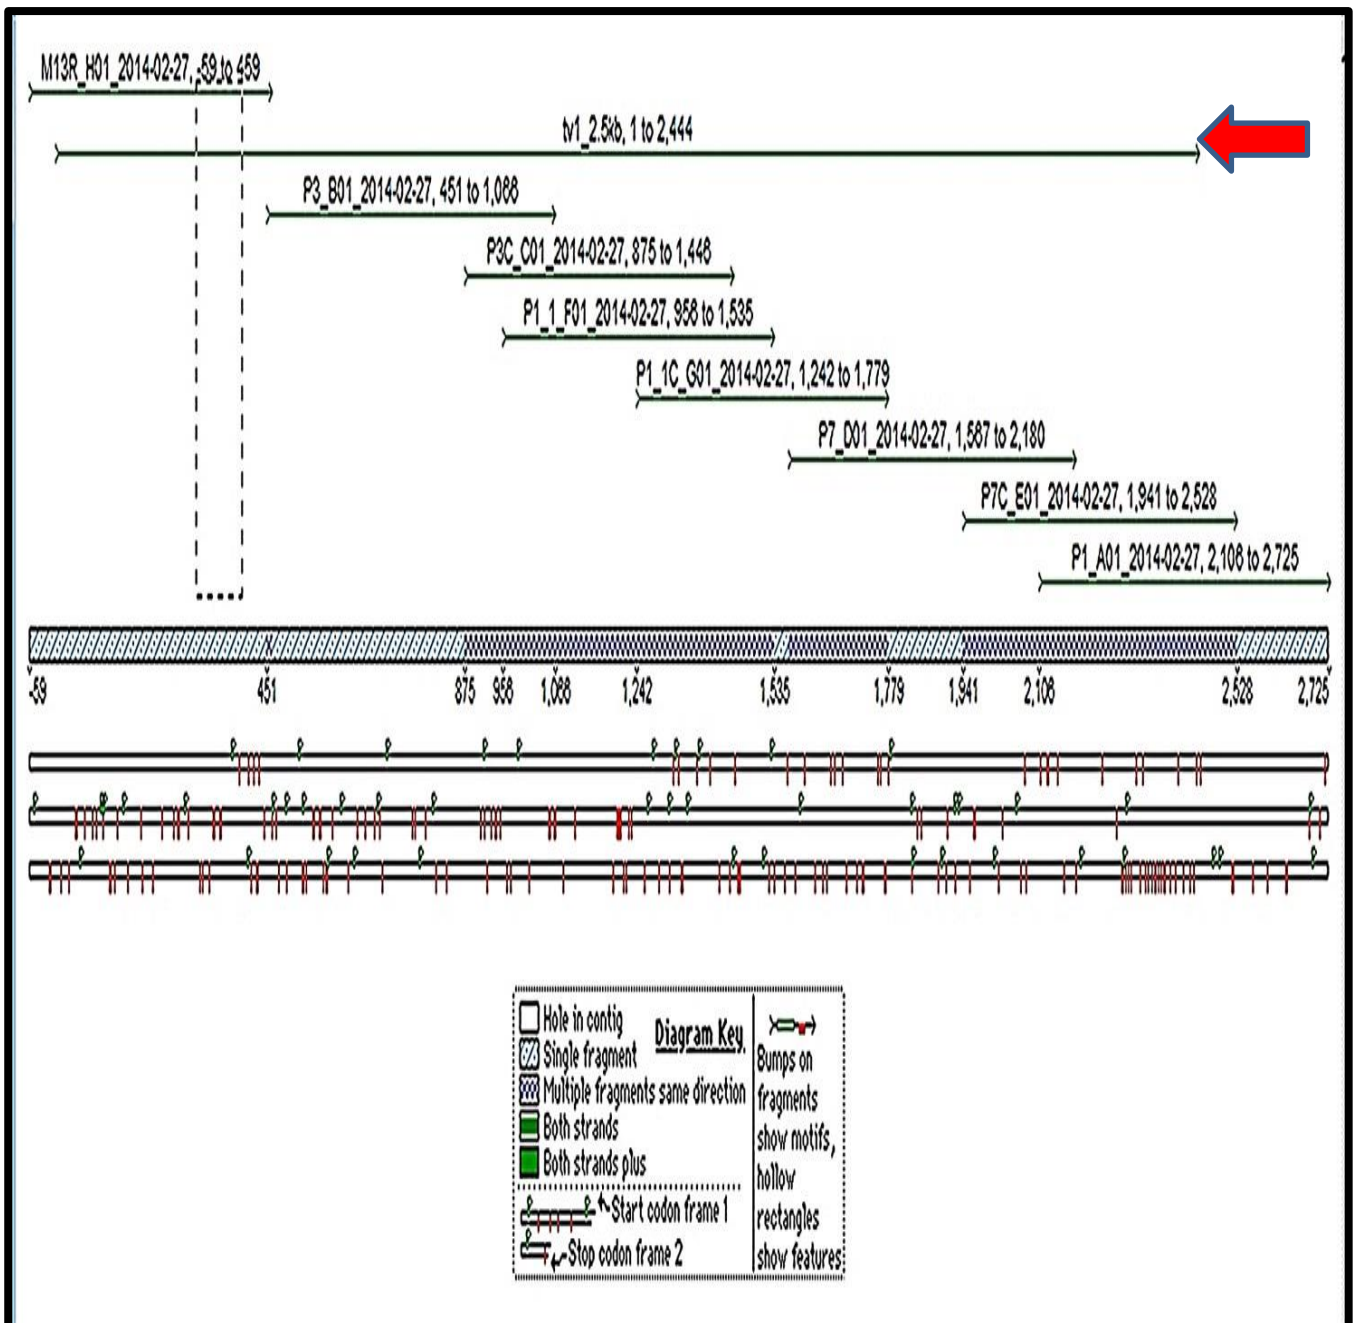 M13R_H01_2014-02-27, -59 to 459
tv1_2.5kb, 1 to 2,444
P3_B01_2014-02-27, 451 to 1,088
P3C_C01_2014-02-27, 875 to 1,448
P1_1_F01_2014-02-27, 958 to 1,535
P1_1C_G01_2014-02-27, 1,242 to 1,779
P7_D01_2014-02-27, 1,587 to 2,180
P7C_E01_2014-02-27, 1,941 to 2,528
P1_A01_2014-02-27, 2,108 to 2,725
-59 451 875 958 1,088 1,242 1,535 1,779 1,941 2,108 2,528 2,725
Diagram Key
Hole in contig
Single fragment
Multiple fragments same direction
Both strands
Both strands plus
Start codon frame 1
Stop codon frame 2
Bumps on
fragments
show motifs,
hollow
rectangles
show features